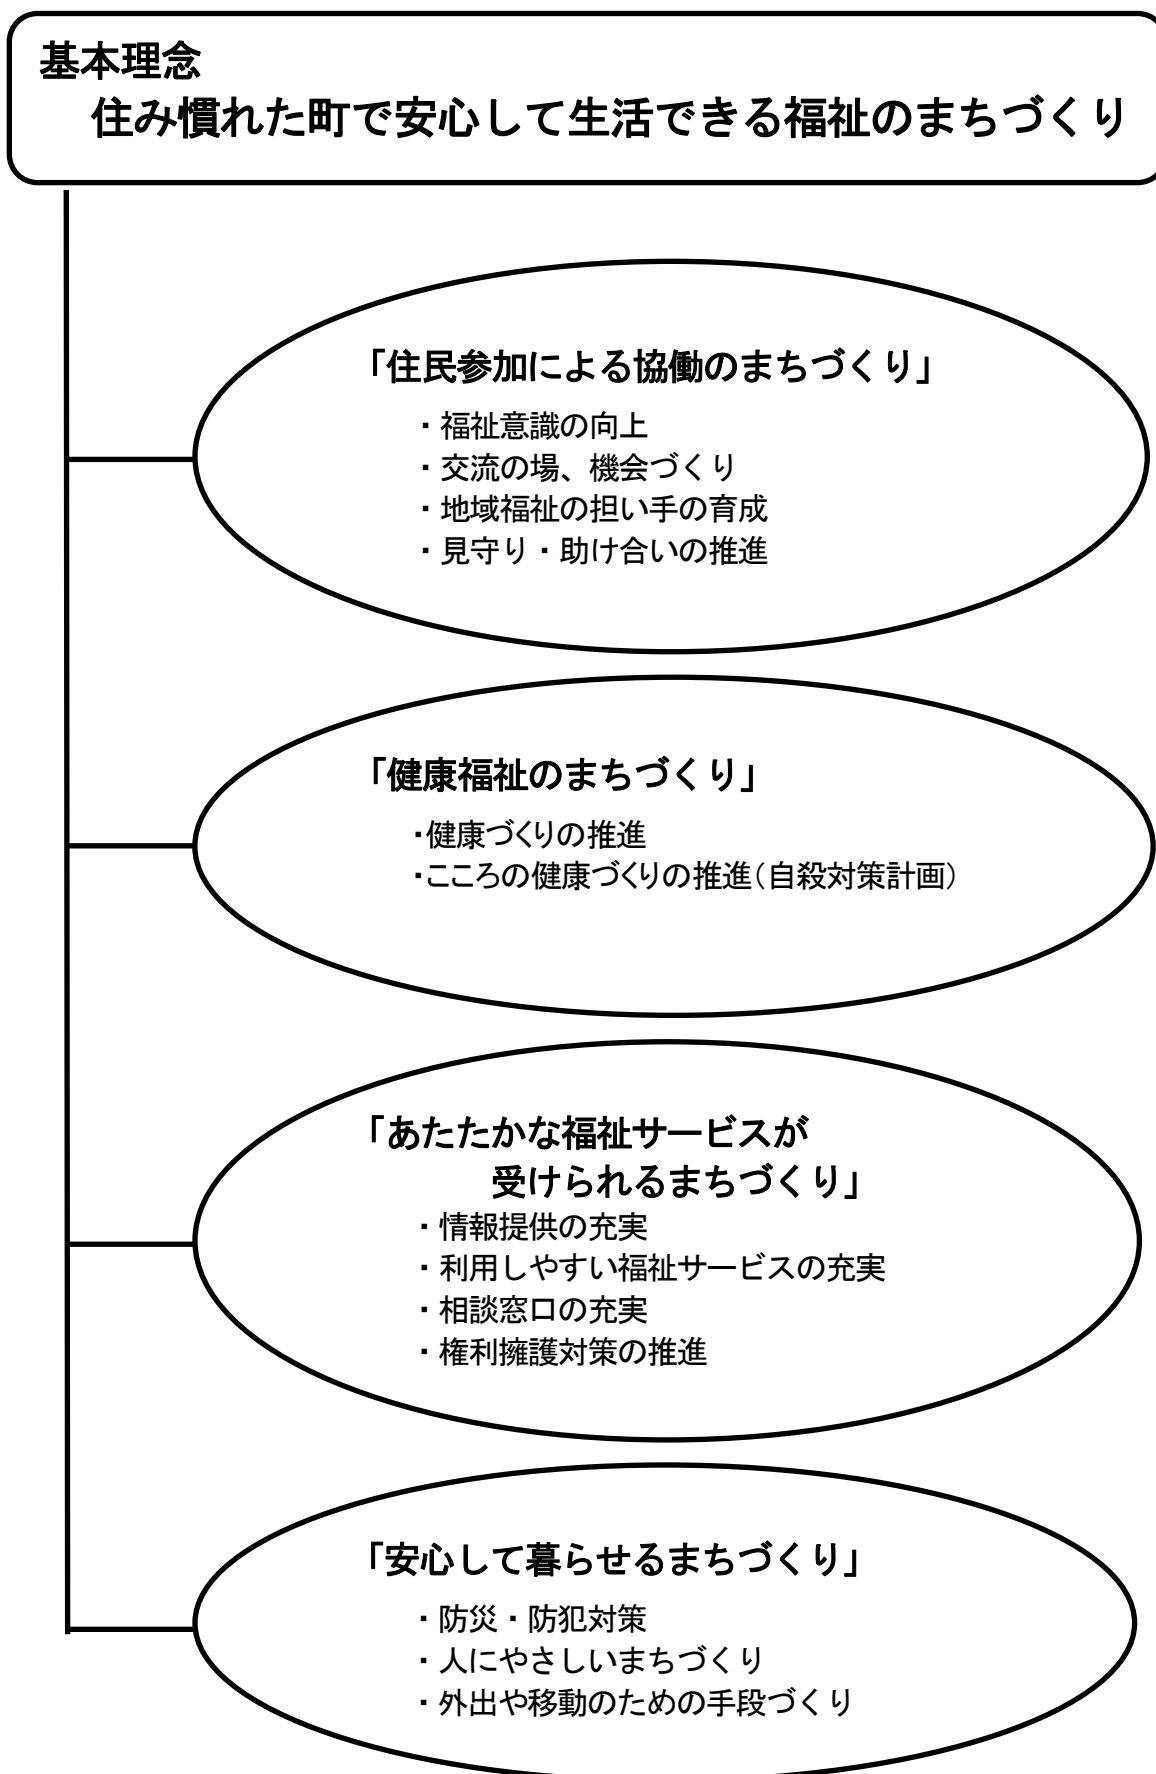 基本理念
住み慣れた町で安心して生活できる福祉のまちづくり
「住民参加による協働のまちづくり」
・福祉意識の向上
・交流の場、機会づくり
・地域福祉の担い手の育成
・見守り・助け合いの推進
「健康福祉のまちづくり」
・健康づくりの推進
・こころの健康づくりの推進（自殺対策計画）
「あたたかな福祉サービスが
受けられるまちづくり」
・情報提供の充実
・利用しやすい福祉サービスの充実
・相談窓口の充実
・権利擁護対策の推進
「安心して暮らせるまちづくり」
・防災・防犯対策
・人にやさしいまちづくり
・外出や移動のための手段づくり